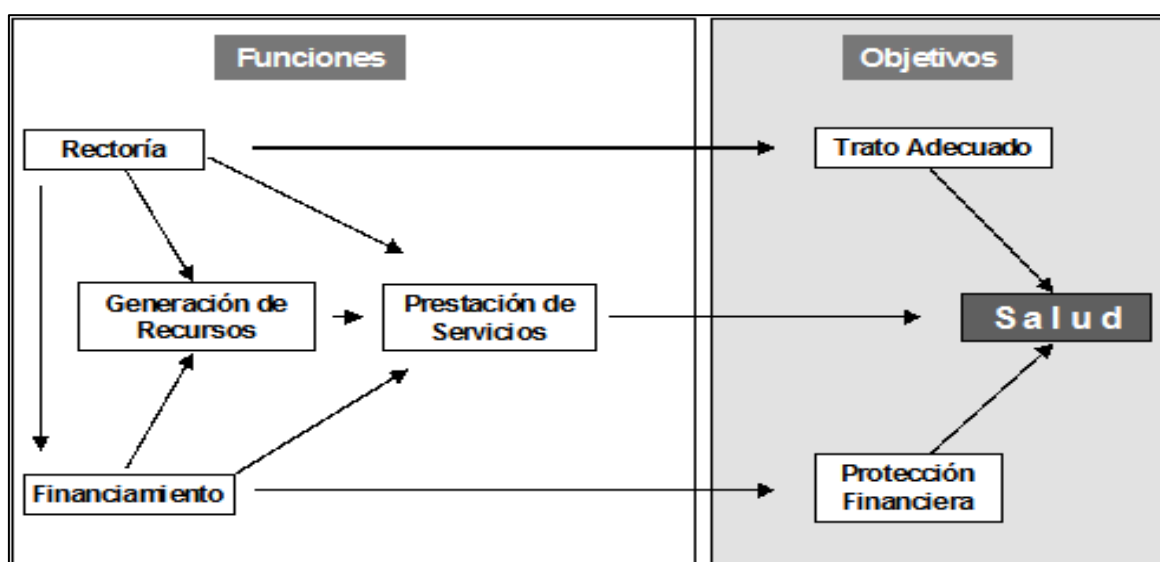 Funciones
Objetivos
Rectoría
Trato Adecuado
Generación de
Recursos
Prestación de
Servicios
Salud
Financiamiento
Protección
Financiera